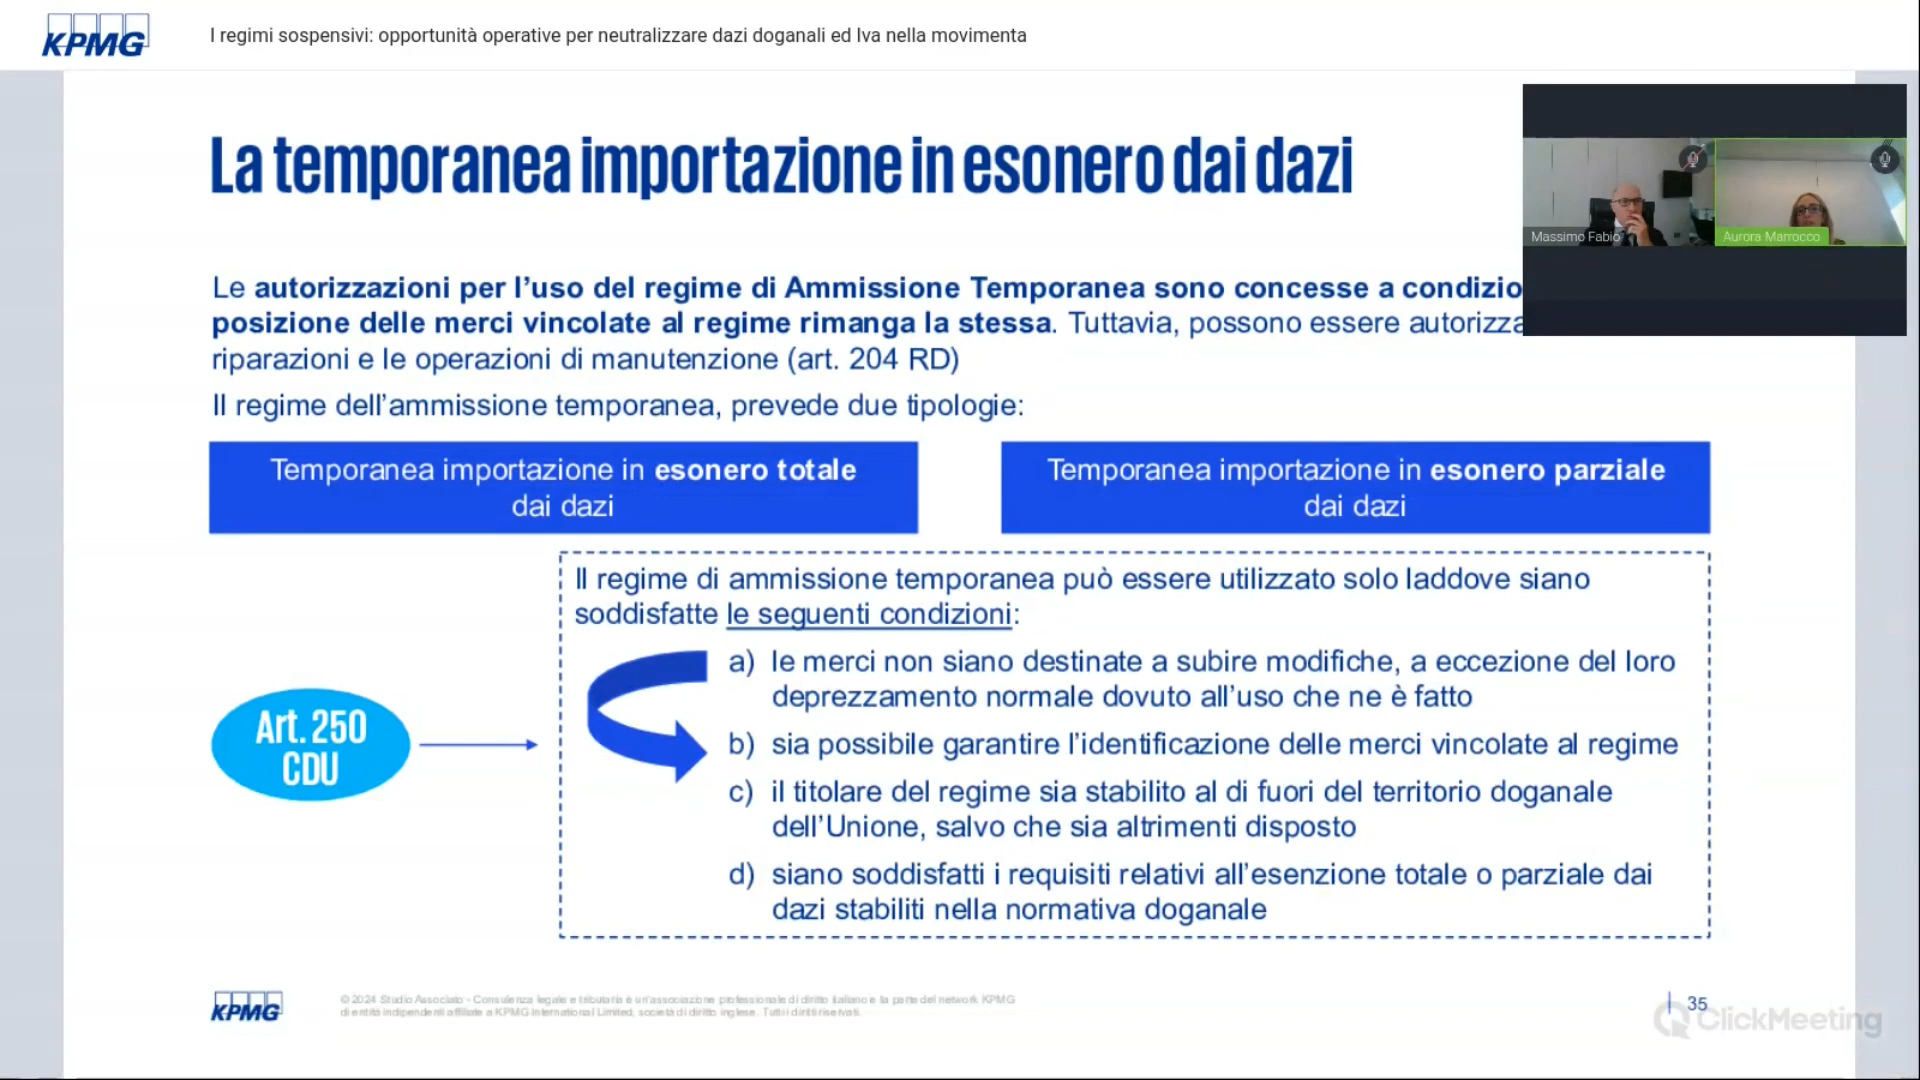 KPMG
I regimi sospensivi: opportunità operative per neutralizzare dazi doganali ed Iva nella movimenta
La temporanea importazione in esonero dai dazi
Massimo Fabio
Aurora Marrocco
Le autorizzazioni per l’uso del regime di Ammissione Temporanea sono concesse a condizio
posizione delle merci vincolate al regime rimanga la stessa. Tuttavia, possono essere autorizza
riparazioni e le operazioni di manutenzione (art. 204 RD)
Il regime dell’ammissione temporanea, prevede due tipologie:
Temporanea importazione in esonero totale
dai dazi
Temporanea importazione in esonero parziale
dai dazi
Il regime di ammissione temporanea può essere utilizzato solo laddove siano
soddisfatte le seguenti condizioni:
a) le merci non siano destinate a subire modifiche, a eccezione del loro
deprezzamento normale dovuto all’uso che ne è fatto
b) sia possibile garantire l’identificazione delle merci vincolate al regime
c) il titolare del regime sia stabilito al di fuori del territorio doganale
dell’Unione, salvo che sia altrimenti disposto
d) siano soddisfatti i requisiti relativi all’esenzione totale o parziale dai
dazi stabiliti nella normativa doganale
Art. 250
CDU
KPMG
© 2024 Studio Associato - Consulenza legale e tributaria è un'associazione professionale di diritto italiano e fa parte del network KPMG
di entità indipendenti affiliate a KPMG International Limited, società di diritto inglese. Tutti i diritti riservati.
35
ClickMeeting